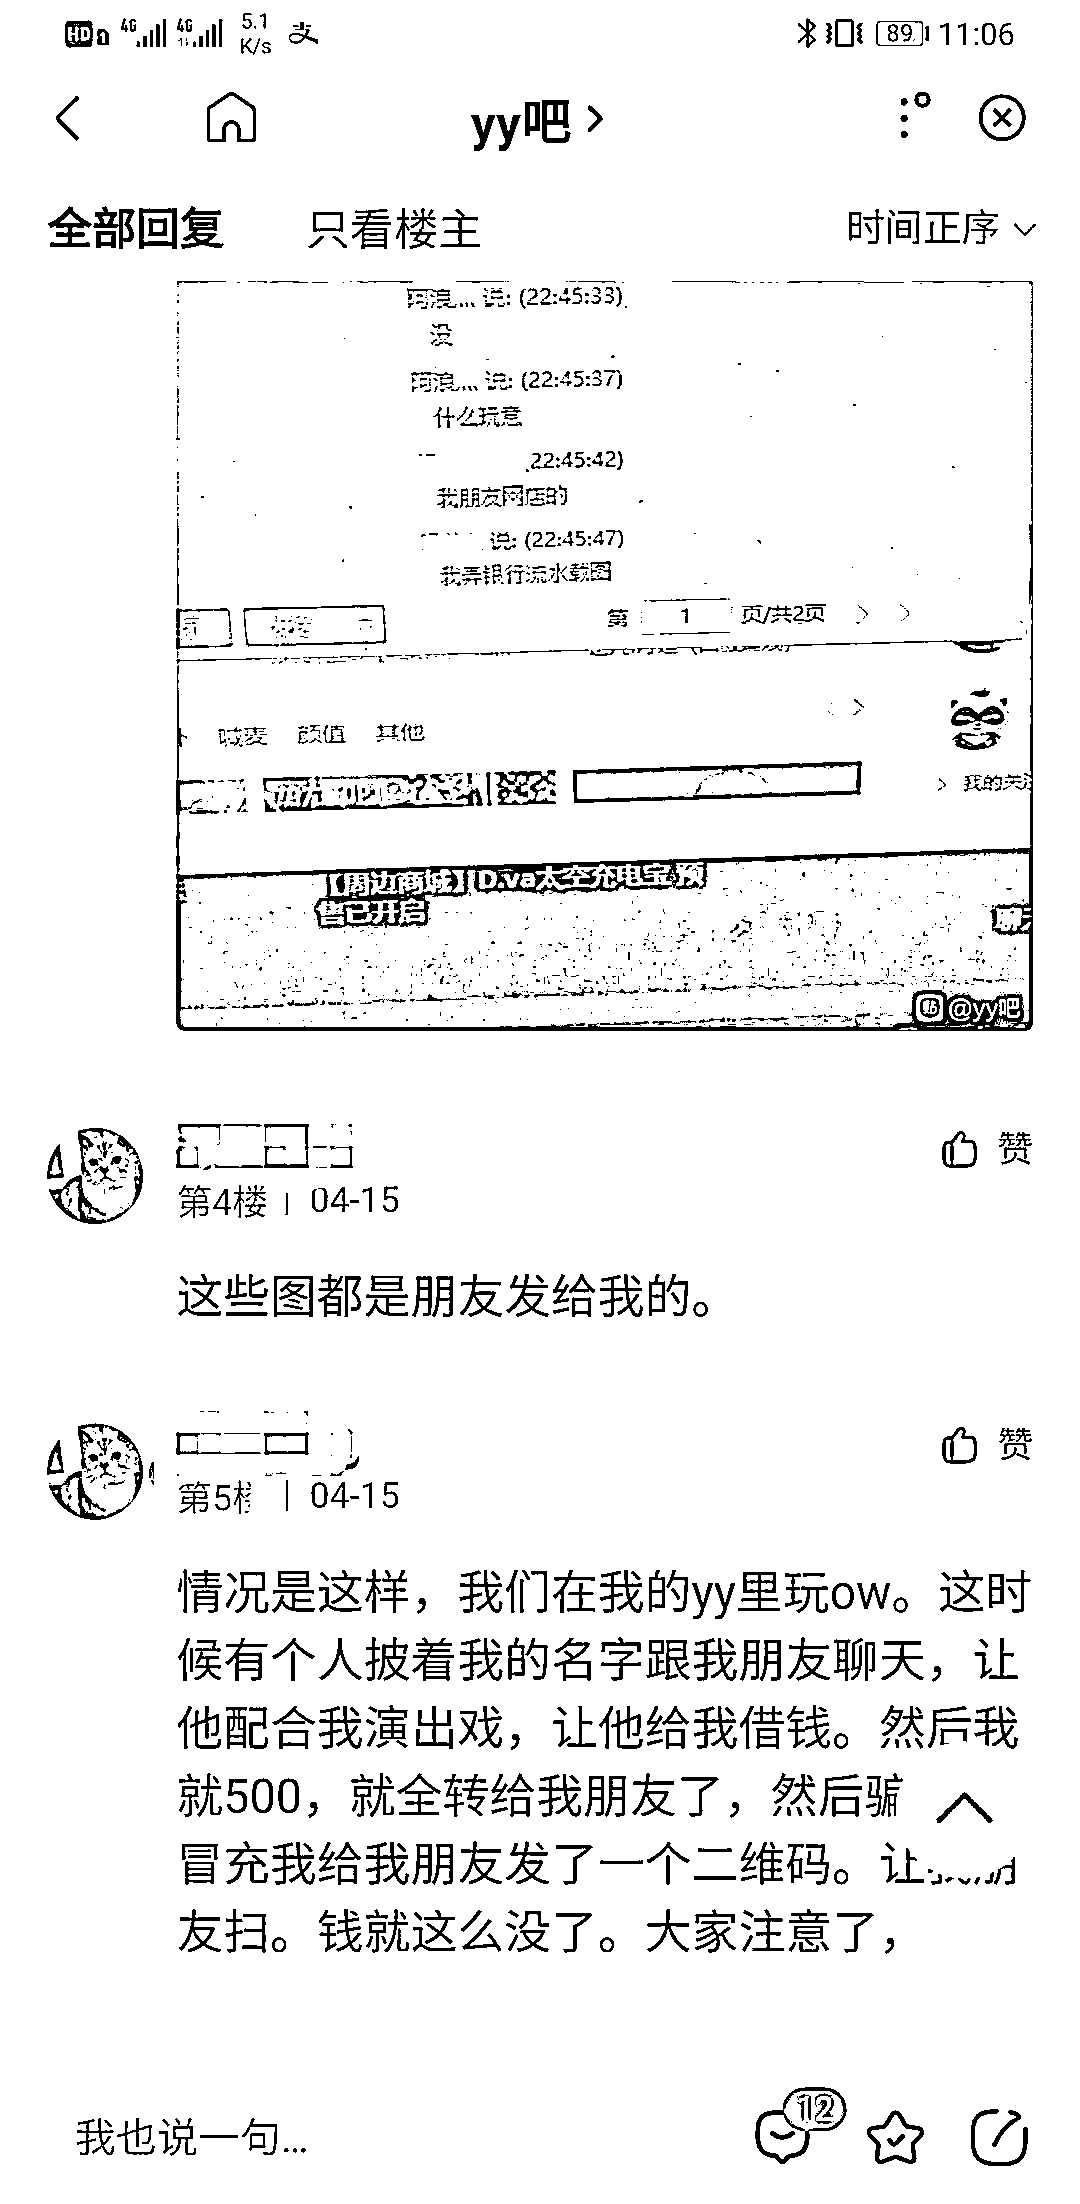 HD 4G 4G 5.1 K/s 支 89 11:06
yy吧
全部回复 只看楼主 时间正序
说: (22:45:33)
没
说: (22:45:37)
什么玩意
22:45:42)
我朋友网店的
说: (22:45:47)
我弄银行流水截图
第 1 页/共2页
喊麦 颜值 其他
我的关注
【周边商城】D.va太空充电宝预
售已开启
@yy吧
赞
第4楼 | 04-15
这些图都是朋友发给我的。
赞
第5楼 | 04-15
情况是这样，我们在我的yy里玩ow。这时
候有个人披着我的名字跟我朋友聊天，让
他配合我演出戏，让他给我借钱。然后我
就500，就全转给我朋友了，然后骗
冒充我给我朋友发了一个二维码。让
友扫。钱就这么没了。大家注意了，
我也说一句... 12